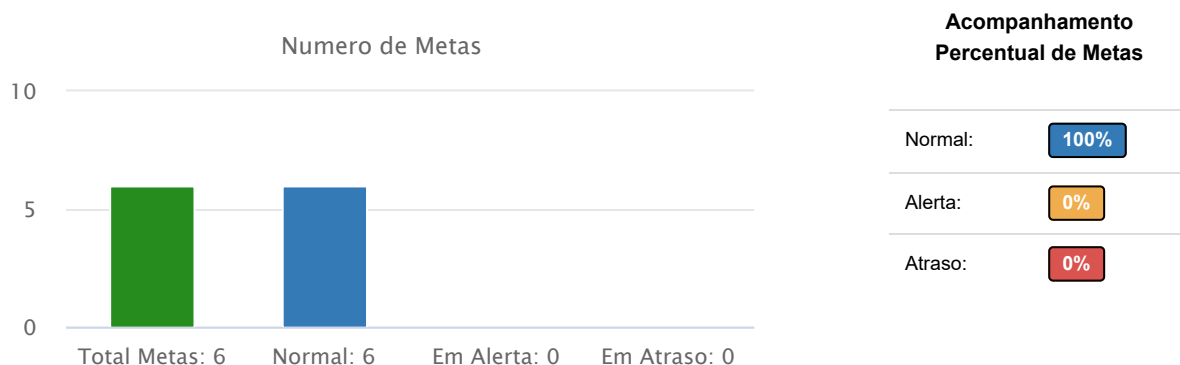 Numero de Metas
10
5
0
Total Metas: 6
Normal: 6
Em Alerta: 0
Em Atraso: 0
Acompanhamento
Percentual de Metas
Normal: 100%
Alerta: 0%
Atraso: 0%